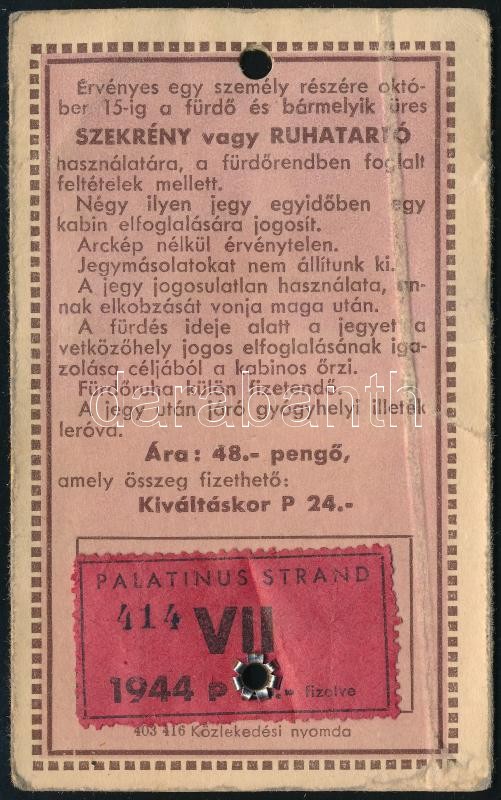 Érvényes egy személy részére októ-
ber 15-ig a fürdő és bármelyik üres
SZEKRÉNY vagy RUHATARTÓ
használatára, a fürdőrendben foglalt
feltételek mellett.
Négy ilyen jegy egyidőben egy
kabin elfoglalására jogosít.
Arckép nélkül érvénytelen.
Jegymásolatokat nem állítunk ki.
A jegy jogosulatlan használata, an-
nak elkobzását vonja maga után.
A fürdés ideje alatt a jegyet a
vetkőzőhely jogos elfoglalásának iga-
zolása céljából a kabinos őrzi.
Fürdőruha külön fizetendő.
A jegy után járó gyógyhelyi illeték
leróva.
darabanth.com
Ára: 48.- pengő,
amely összeg fizethető:
Kiváltáskor P 24.-
PALATINUS STRAND
414 VII
1944 P .- fizetve
403 416 Közlekedési nyomda